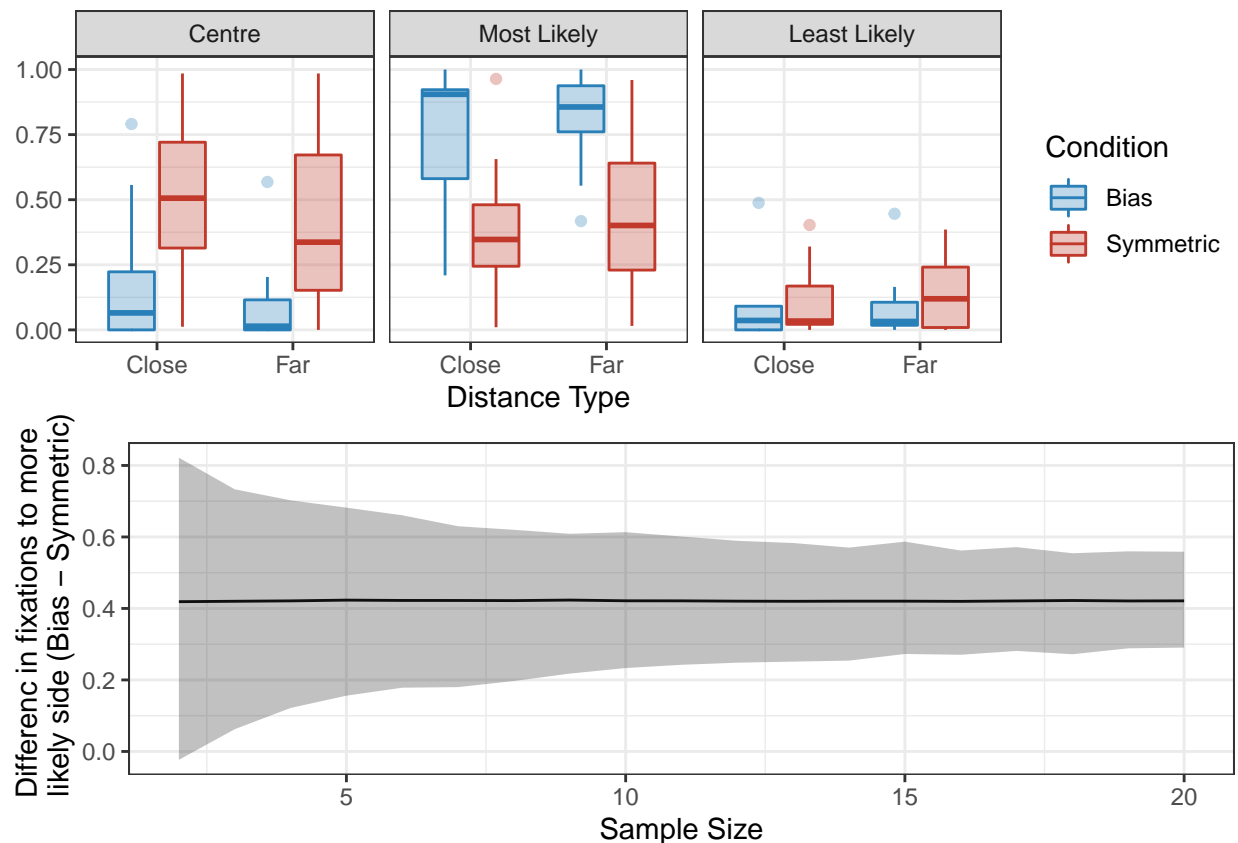 Centre
Most Likely
Least Likely
1.00
0.75
0.50
0.25
0.00
Close
Far
Close
Far
Close
Far
Distance Type
Condition
Bias
Symmetric
Differenc in fixations to more
likely side (Bias − Symmetric)
0.8
0.6
0.4
0.2
0.0
5
10
15
20
Sample Size